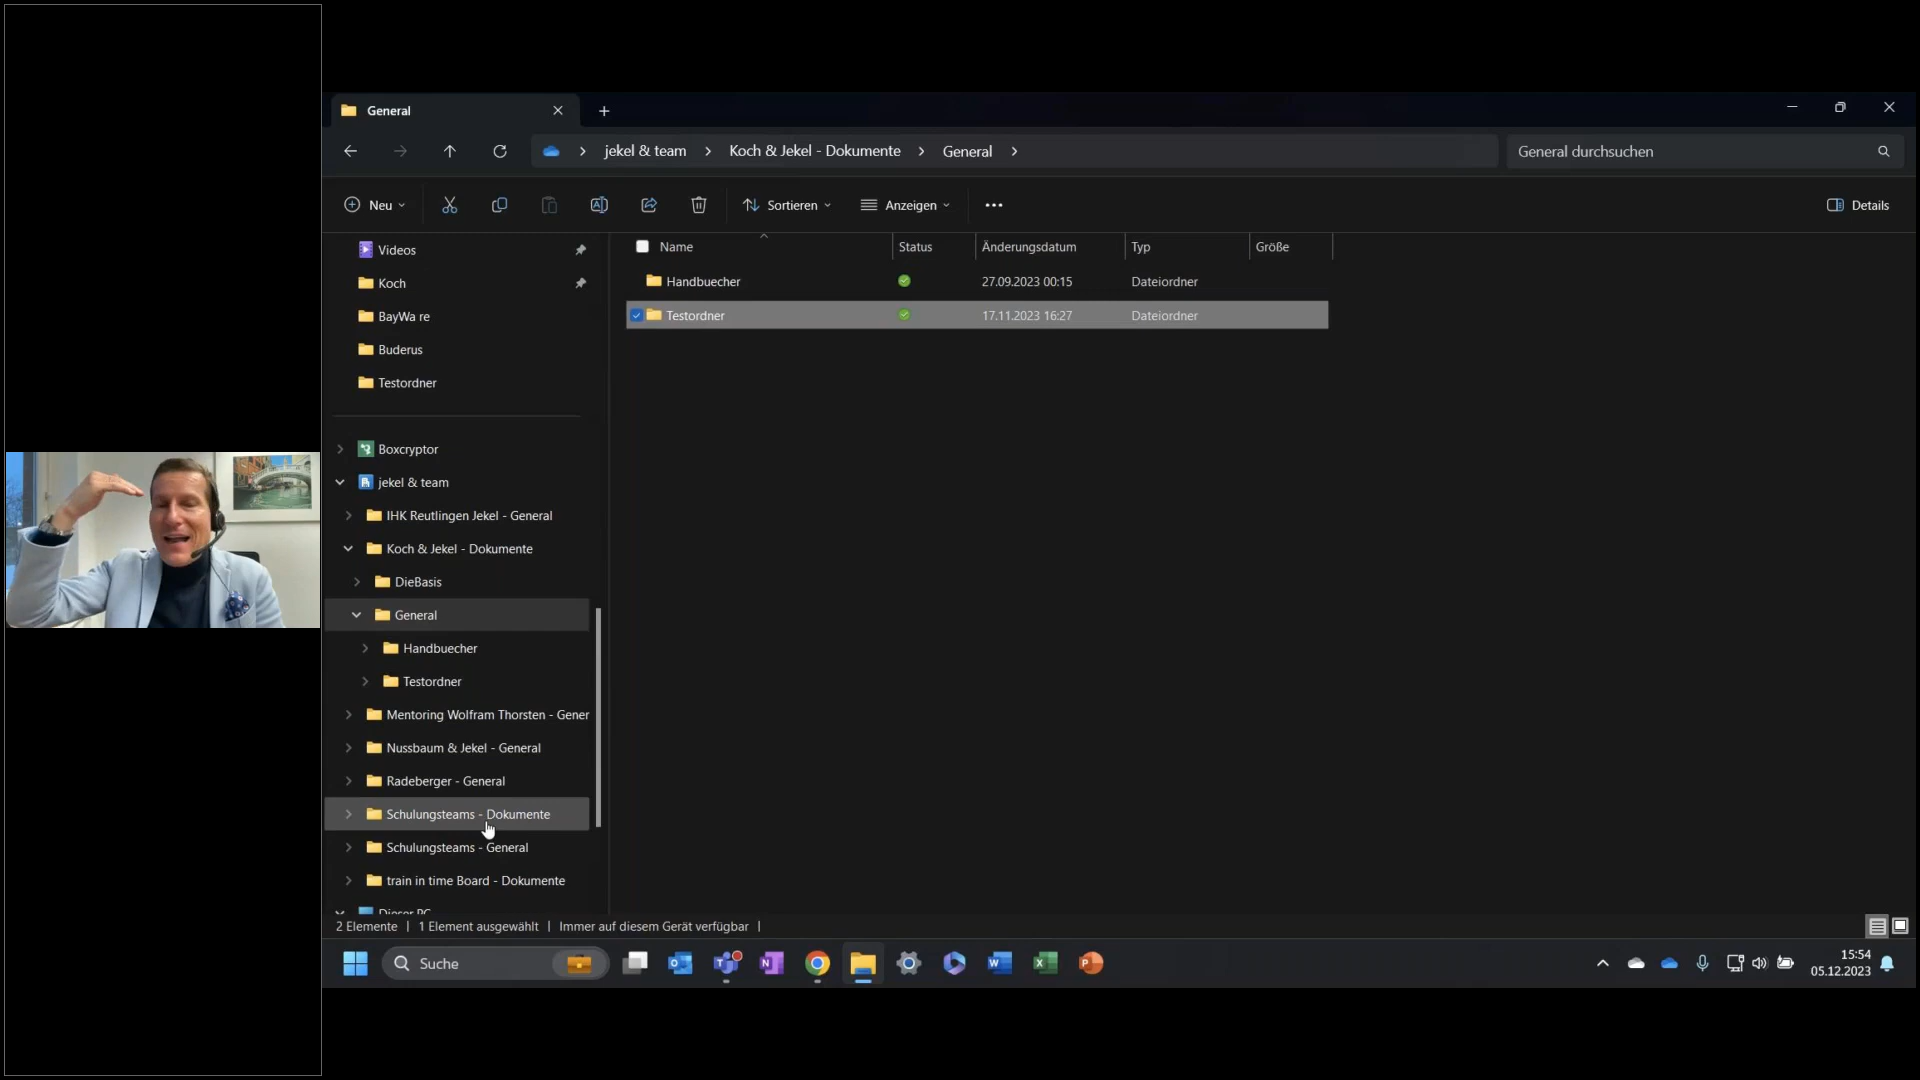 General
jekel & team
Koch & Jekel - Dokumente
General
General durchsuchen
Neu
Sortieren
Anzeigen
Details
Videos
Koch
BayWa re
Buderus
Testordner
Boxcryptor
jekel & team
IHK Reutlingen Jekel - General
Koch & Jekel - Dokumente
DieBasis
General
Handbuecher
Testordner
Mentoring Wolfram Thorsten - Gener
Nussbaum & Jekel - General
Radeberger - General
Schulungsteams - Dokumente
Schulungsteams - General
train in time Board - Dokumente
Dieser PC
Name Status Änderungsdatum Typ Größe
Handbuecher 27.09.2023 00:15 Dateiordner
Testordner 17.11.2023 16:27 Dateiordner
2 Elemente | 1 Element ausgewählt | Immer auf diesem Gerät verfügbar |
Suche
15:54
05.12.2023